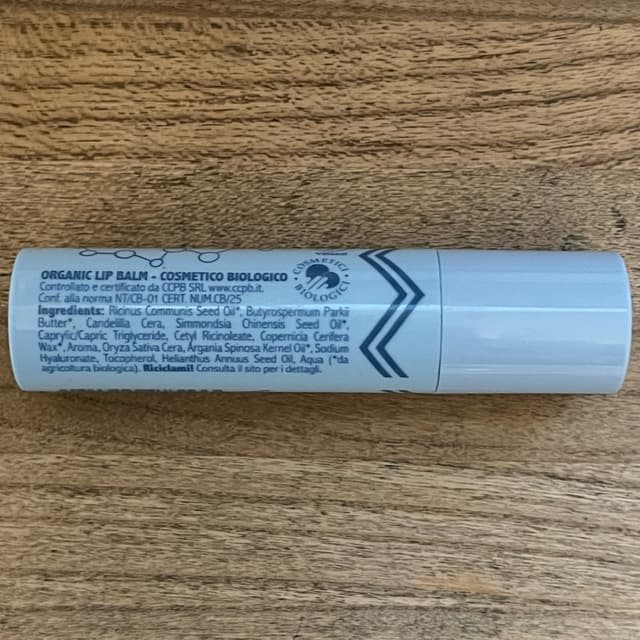 ORGANIC LIP BALM - COSMETICO BIOLOGICO
Controllato e certificato da CCPB SRL www.ccpb.it.
Conf. alla norma NT/CB-01 CERT. NUM.CB/25
Ingredients: Ricinus Communis Seed Oil*, Butyrospermum Parkii
Butter*, Candelilla Cera, Simmondsia Chinensis Seed Oil*,
Caprylic/Capric Triglyceride, Cetyl Ricinoleate, Copernicia Cerifera
Wax*, Aroma, Oryza Sativa Cera, Argania Spinosa Kernel Oil*, Sodium
Hyaluronate, Tocopherol, Helianthus Annuus Seed Oil, Aqua (*da
agricoltura biologica). Riciclami! Consulta il sito per i dettagli.
COSMETICI
BIOLOGICI